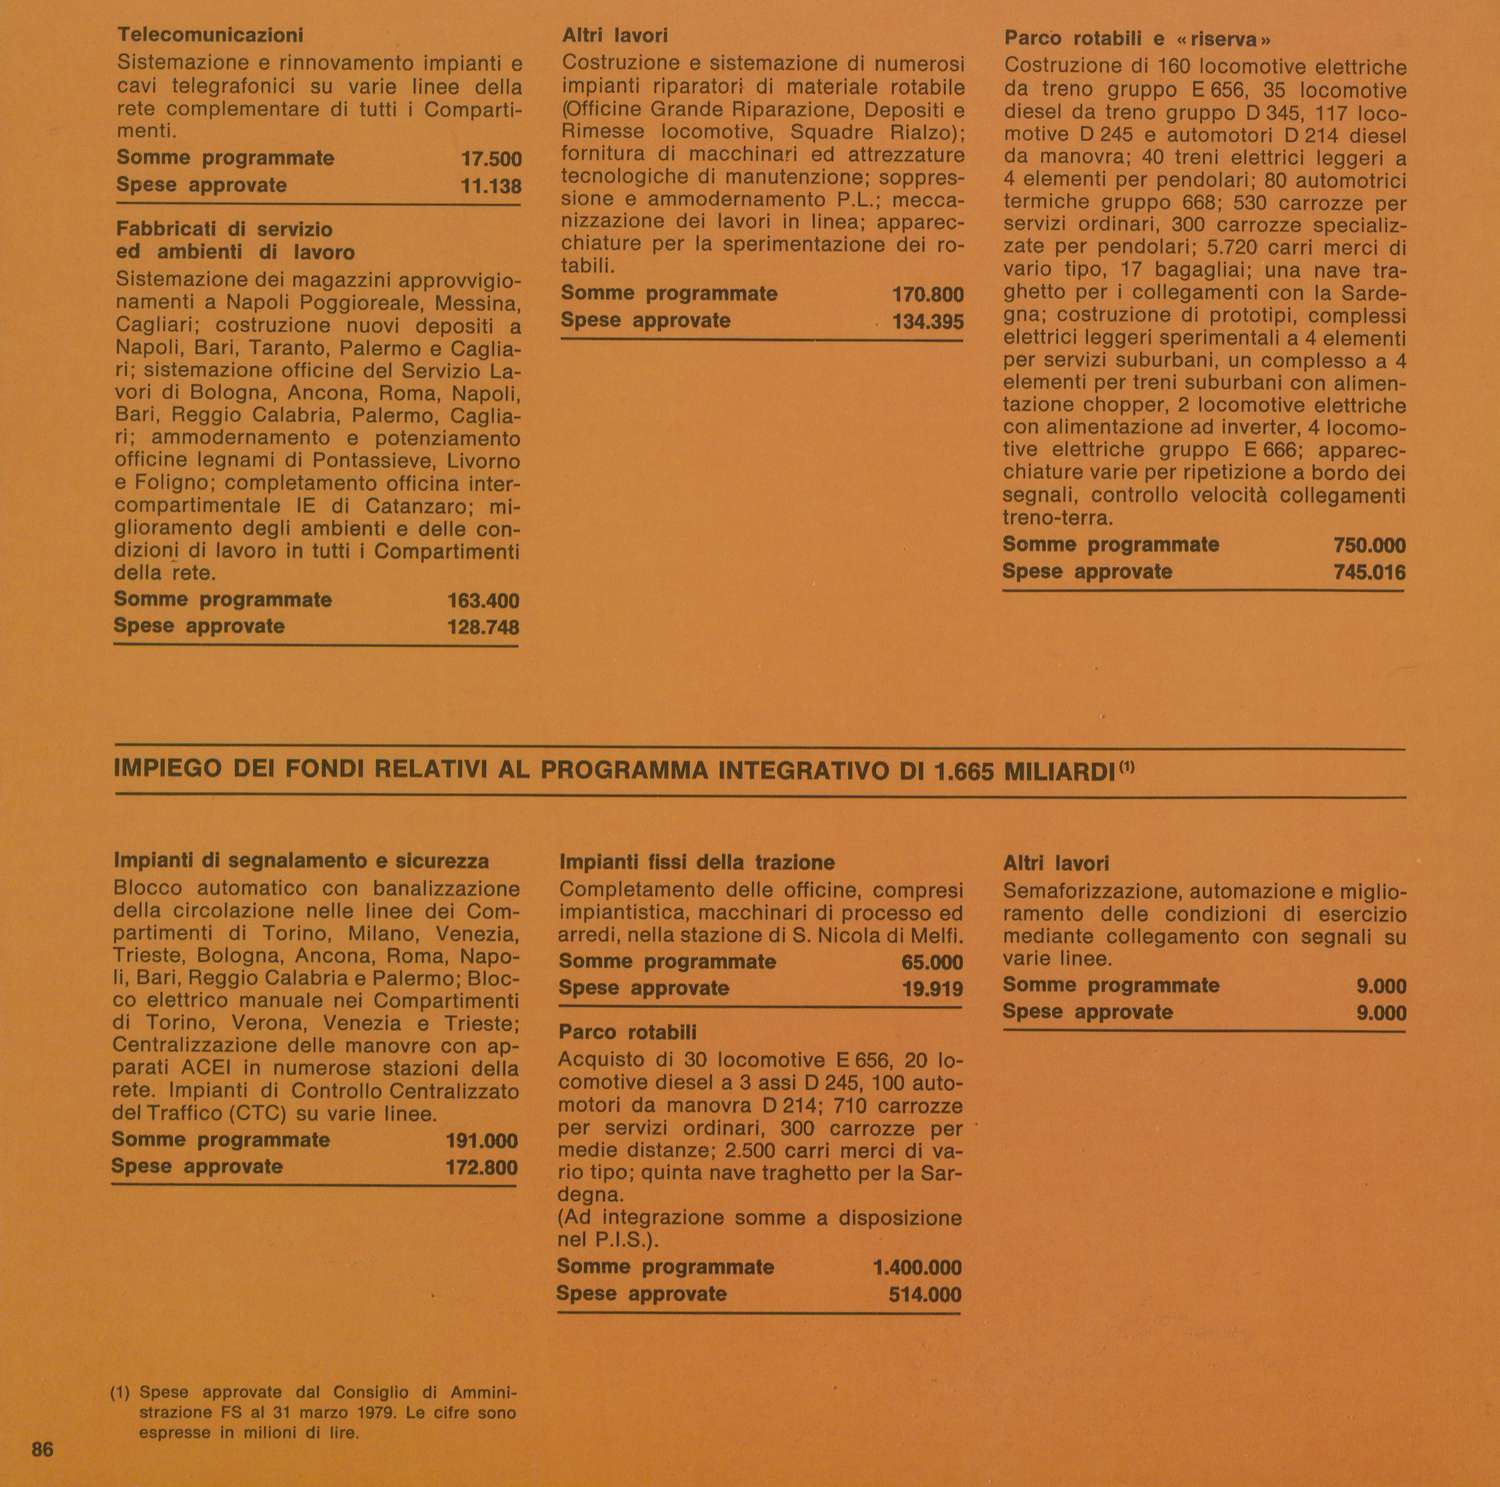 Telecomunicazioni
Sistemazione e rinnovamento impianti e
cavi telegrafonici su varie linee della
rete complementare di tutti i Comparti-
menti.
Somme programmate 17.500
Spese approvate 11.138
Fabbricati di servizio
ed ambienti di lavoro
Sistemazione dei magazzini approvvigio-
namenti a Napoli Poggioreale, Messina,
Cagliari; costruzione nuovi depositi a
Napoli, Bari, Taranto, Palermo e Caglia-
ri; sistemazione officine del Servizio La-
vori di Bologna, Ancona, Roma, Napoli,
Bari, Reggio Calabria, Palermo, Caglia-
ri; ammodernamento e potenziamento
officine legnami di Pontassieve, Livorno
e Foligno; completamento officina inter-
compartimentale IE di Catanzaro; mi-
glioramento degli ambienti e delle con-
dizioni di lavoro in tutti i Compartimenti
della rete.
Somme programmate 163.400
Spese approvate 128.748
Altri lavori
Costruzione e sistemazione di numerosi
impianti riparatori di materiale rotabile
(Officine Grande Riparazione, Depositi e
Rimesse locomotive, Squadre Rialzo);
fornitura di macchinari ed attrezzature
tecnologiche di manutenzione; soppres-
sione e ammodernamento P.L.; mecca-
nizzazione dei lavori in linea; apparec-
chiature per la sperimentazione dei ro-
tabili.
Somme programmate 170.800
Spese approvate 134.395
Parco rotabili e «riserva»
Costruzione di 160 locomotive elettriche
da treno gruppo E 656, 35 locomotive
diesel da treno gruppo D 345, 117 loco-
motive D 245 e automotori D 214 diesel
da manovra; 40 treni elettrici leggeri a
4 elementi per pendolari; 80 automotrici
termiche gruppo 668; 530 carrozze per
servizi ordinari, 300 carrozze specializ-
zate per pendolari; 5.720 carri merci di
vario tipo, 17 bagagliai; una nave tra-
ghetto per i collegamenti con la Sarde-
gna; costruzione di prototipi, complessi
elettrici leggeri sperimentali a 4 elementi
per servizi suburbani, un complesso a 4
elementi per treni suburbani con alimen-
tazione chopper, 2 locomotive elettriche
con alimentazione ad inverter, 4 locomo-
tive elettriche gruppo E 666; apparec-
chiature varie per ripetizione a bordo dei
segnali, controllo velocità collegamenti
treno-terra.
Somme programmate 750.000
Spese approvate 745.016
IMPIEGO DEI FONDI RELATIVI AL PROGRAMMA INTEGRATIVO DI 1.665 MILIARDI (1)
Impianti di segnalamento e sicurezza
Blocco automatico con banalizzazione
della circolazione nelle linee dei Com-
partimenti di Torino, Milano, Venezia,
Trieste, Bologna, Ancona, Roma, Napo-
li, Bari, Reggio Calabria e Palermo; Bloc-
co elettrico manuale nei Compartimenti
di Torino, Verona, Venezia e Trieste;
Centralizzazione delle manovre con ap-
parati ACEI in numerose stazioni della
rete. Impianti di Controllo Centralizzato
del Traffico (CTC) su varie linee.
Somme programmate 191.000
Spese approvate 172.800
Impianti fissi della trazione
Completamento delle officine, compresi
impiantistica, macchinari di processo ed
arredi, nella stazione di S. Nicola di Melfi.
Somme programmate 65.000
Spese approvate 19.919
Parco rotabili
Acquisto di 30 locomotive E 656, 20 lo-
comotive diesel a 3 assi D 245, 100 auto-
motori da manovra D 214; 710 carrozze
per servizi ordinari, 300 carrozze per
medie distanze; 2.500 carri merci di va-
rio tipo; quinta nave traghetto per la Sar-
degna.
(Ad integrazione somme a disposizione
nel P.I.S.).
Somme programmate 1.400.000
Spese approvate 514.000
Altri lavori
Semaforizzazione, automazione e miglio-
ramento delle condizioni di esercizio
mediante collegamento con segnali su
varie linee.
Somme programmate 9.000
Spese approvate 9.000
(1) Spese approvate dal Consiglio di Ammini-
strazione FS al 31 marzo 1979. Le cifre sono
espresse in milioni di lire.
86